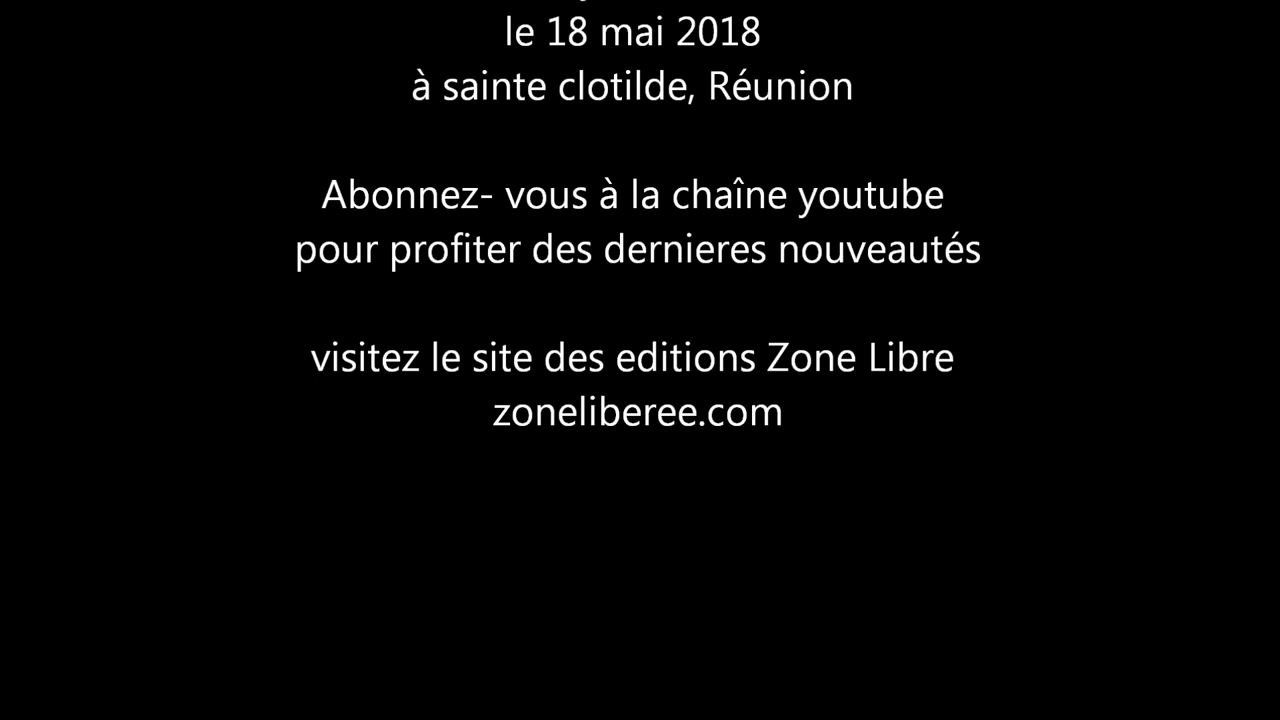 le 18 mai 2018
à sainte clotilde, Réunion
Abonnez- vous à la chaîne youtube
pour profiter des dernieres nouveautés
visitez le site des editions Zone Libre
zoneliberee.com